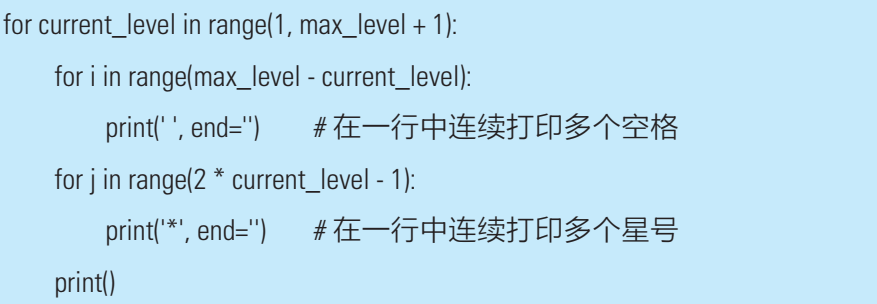 for current_level in range(1, max_level + 1):
    for i in range(max_level - current_level):
        print(' ', end='')    # 在一行中连续打印多个空格
    for j in range(2 * current_level - 1):
        print('*', end='')    # 在一行中连续打印多个星号
    print()